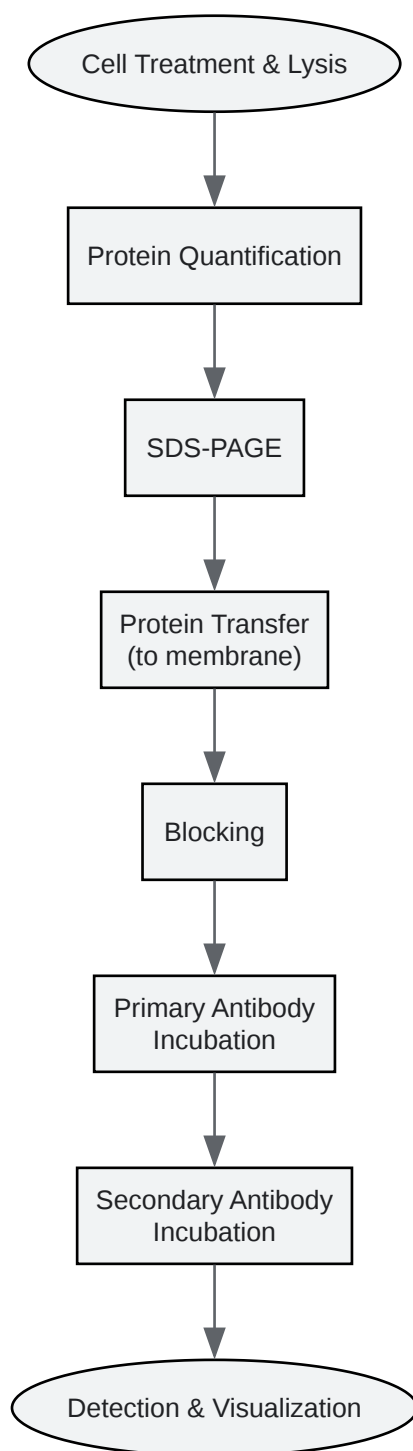 Cell Treatment & Lysis
Protein Quantification
SDS-PAGE
Protein Transfer
(to membrane)
Blocking
Primary Antibody
Incubation
Secondary Antibody
Incubation
Detection & Visualization